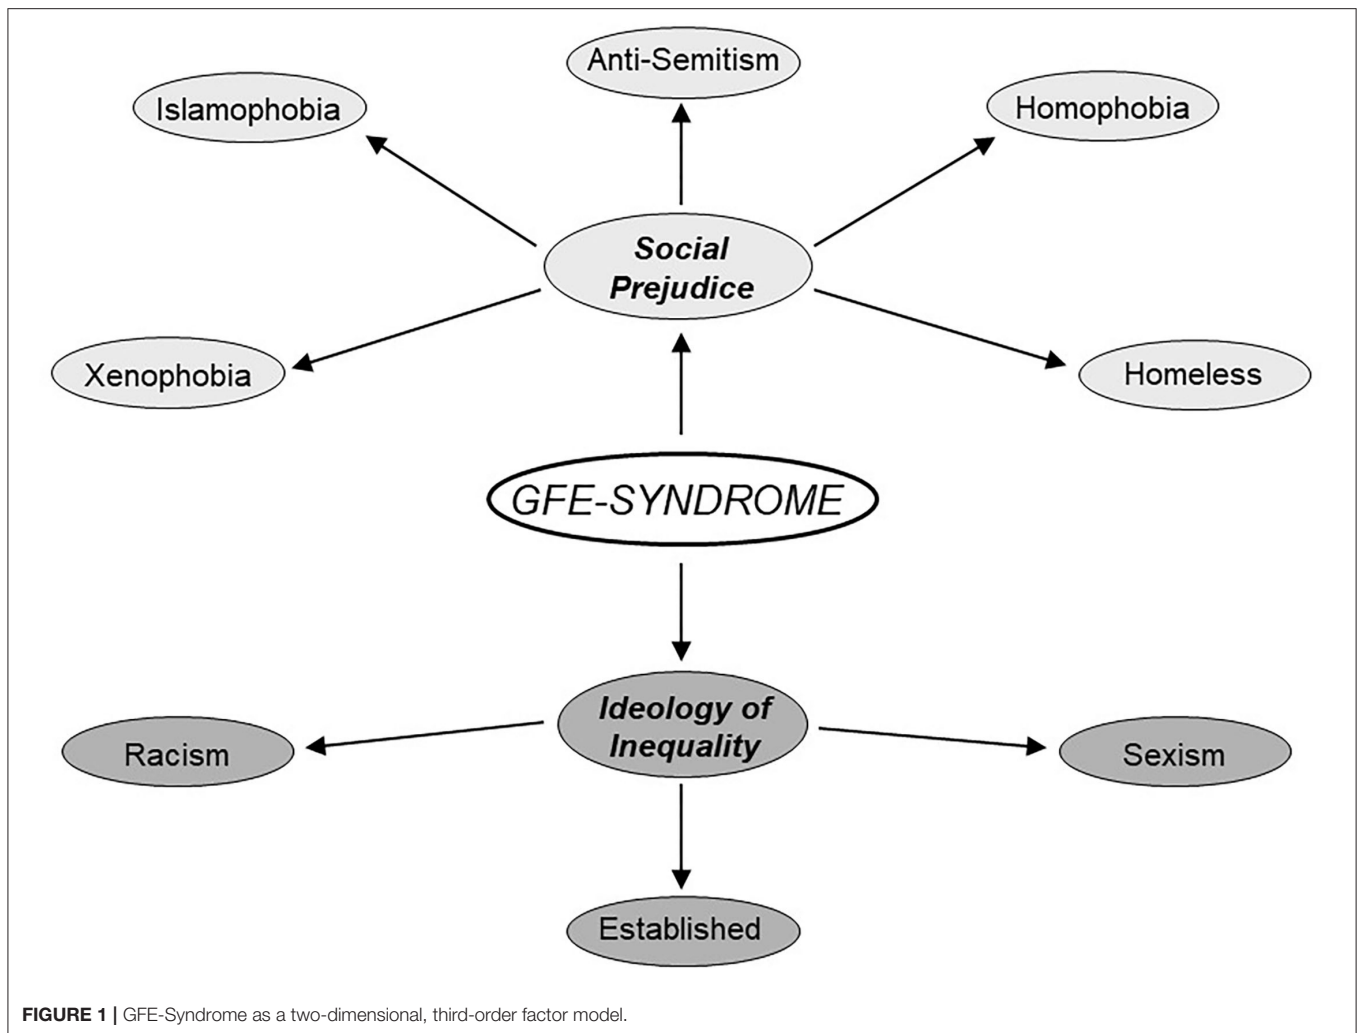 Anti-Semitism
Islamophobia
Homophobia
Social
Prejudice
Xenophobia
Homeless
GFE-SYNDROME
Ideology of
Inequality
Racism
Sexism
Established
FIGURE 1 | GFE-Syndrome as a two-dimensional, third-order factor model.